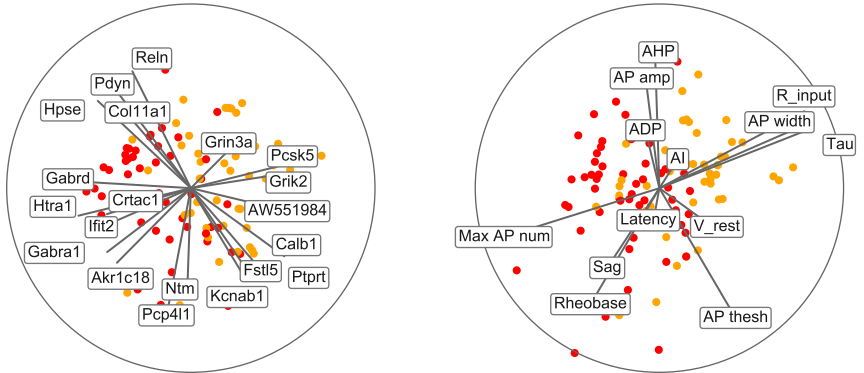 Reln
Pdyn
Hpse
Col11a1
Grin3a
Pcsk5
Gabrd
Grik2
Htra1
Crtac1
AW551984
Ifit2
Gabra1
Calb1
Akr1c18
Fstl5
Ptprt
Ntm
Kcnab1
Pcp4l1
AHP
AP amp
R_input
ADP
AP width
AI
Tau
Latency
V_rest
Max AP num
Sag
Rheobase
AP thesh